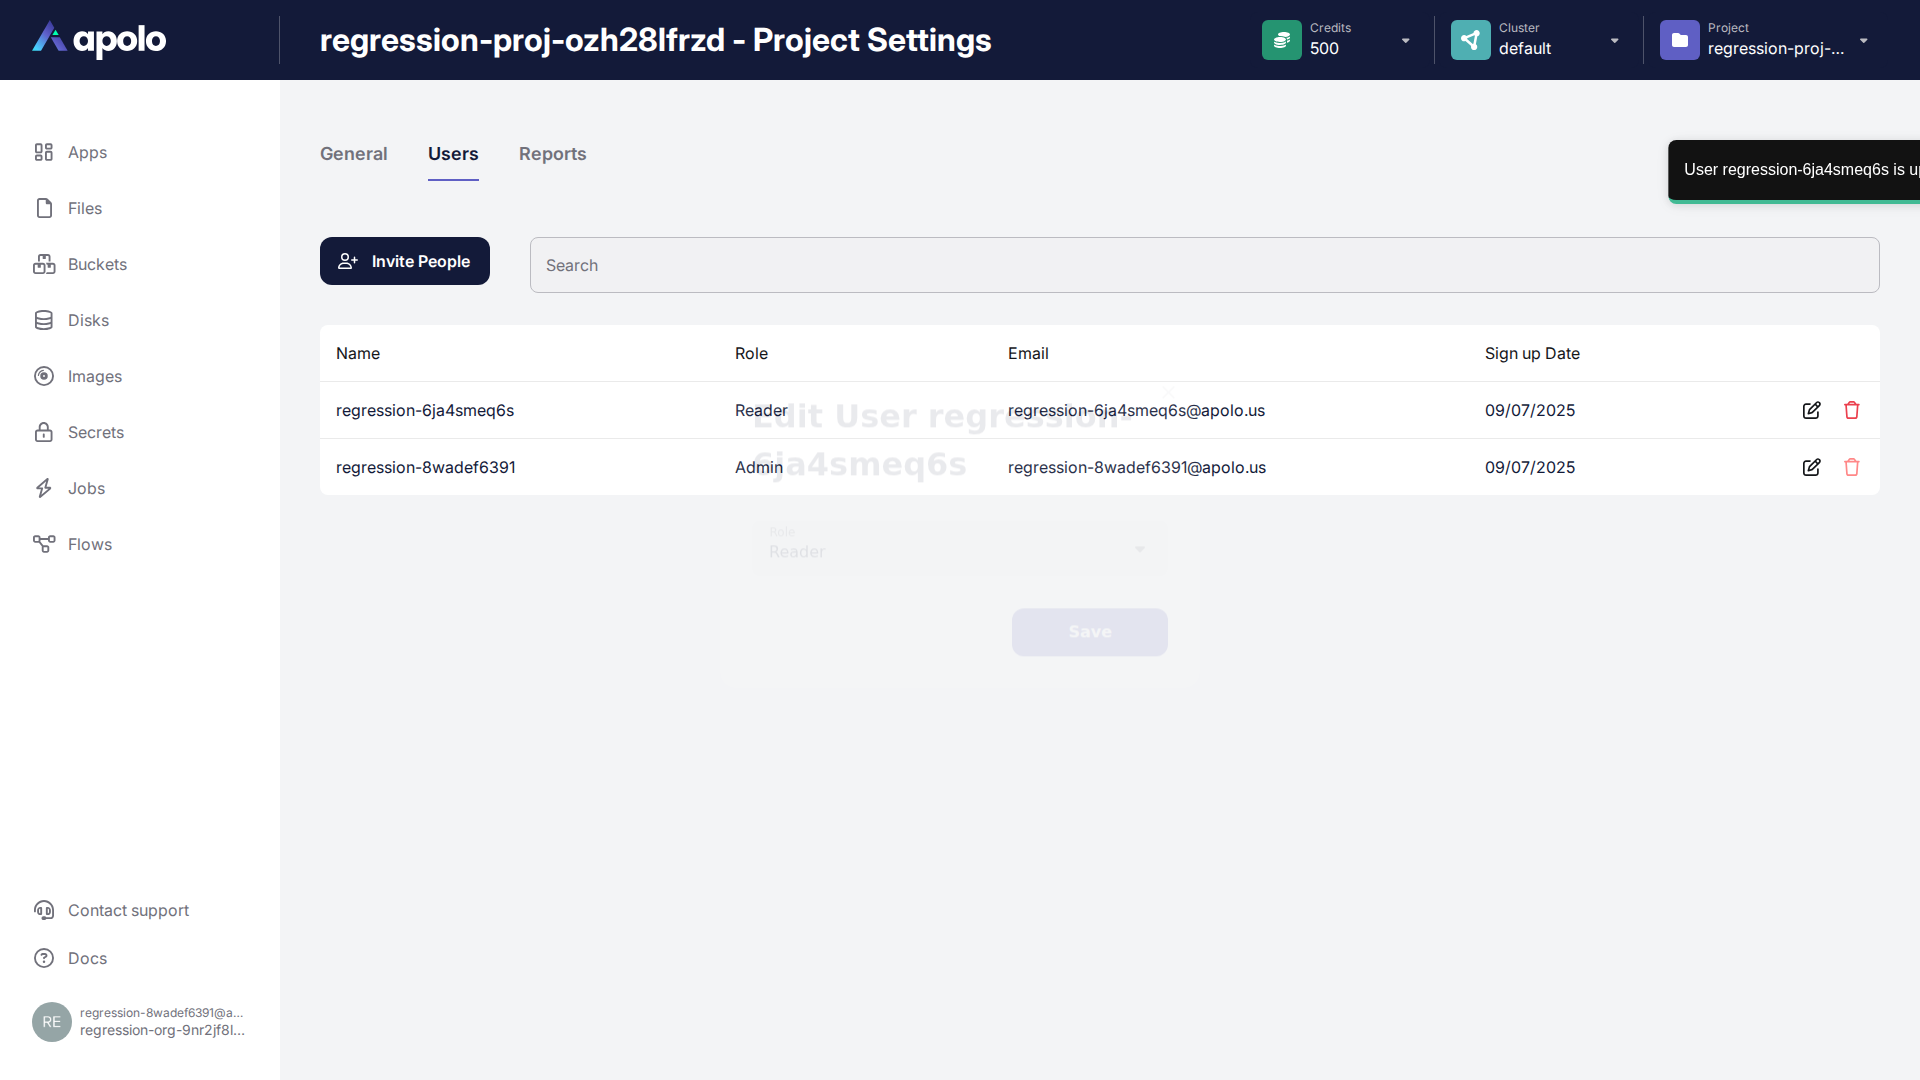 apolo
regression-proj-ozh28lfrzd - Project Settings
Credits
500
Cluster
default
Project
regression-proj-...
Apps
Files
Buckets
Disks
Images
Secrets
Jobs
Flows
General
Users
Reports
User regression-6ja4smeq6s is
Invite People
Search
Name
Role
Email
Sign up Date
regression-6ja4smeq6s
Reader
regression-6ja4smeq6s@apolo.us
09/07/2025
regression-8wadef6391
Admin
regression-8wadef6391@apolo.us
09/07/2025
Edit User regression-
6ja4smeq6s
Role
Reader
Save
Contact support
Docs
RE
regression-8wadef6391@a...
regression-org-9nr2jf8l...